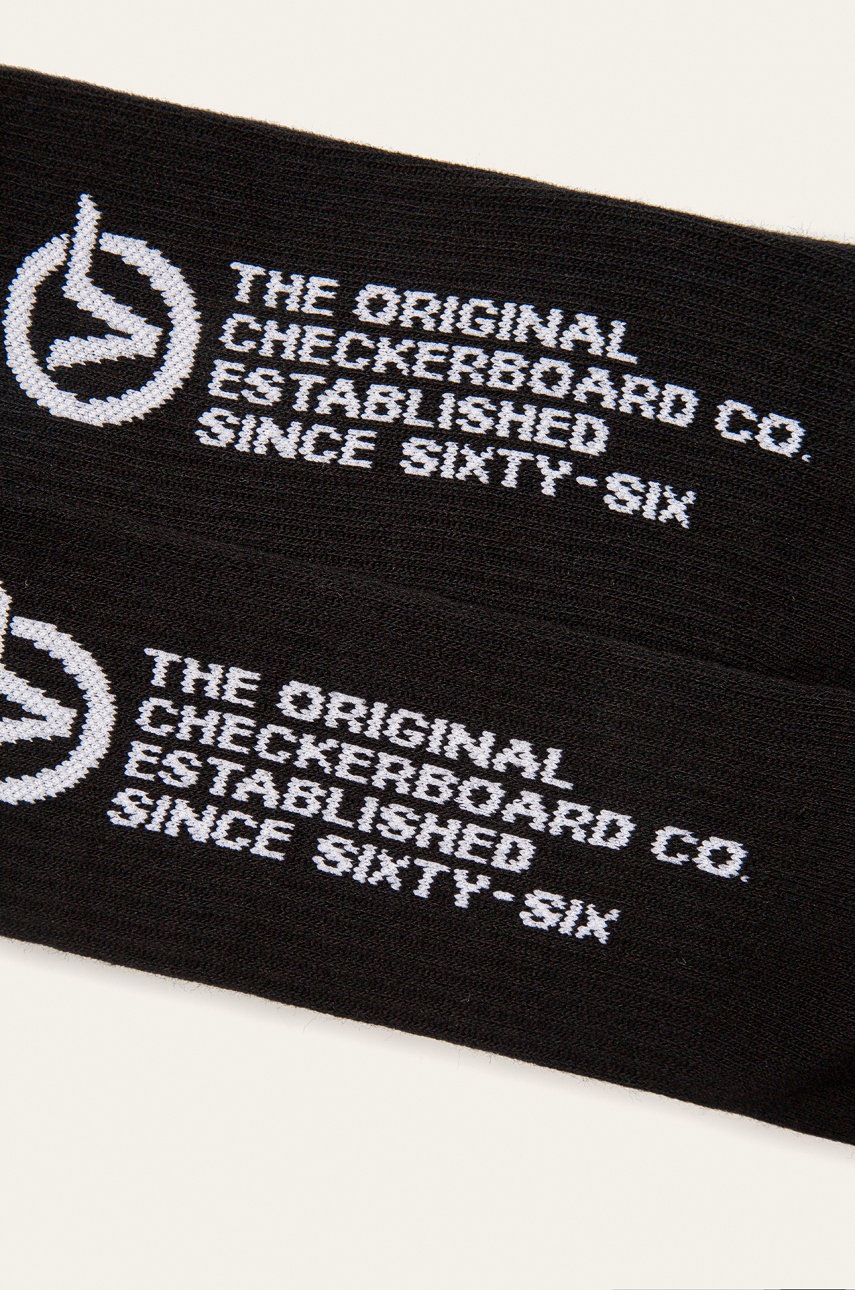 THE ORIGINAL
CHECKERBOARD CO.
ESTABLISHED
SINCE SIXTY-SIX
THE ORIGINAL
CHECKERBOARD CO.
ESTABLISHED
SINCE SIXTY-SIX